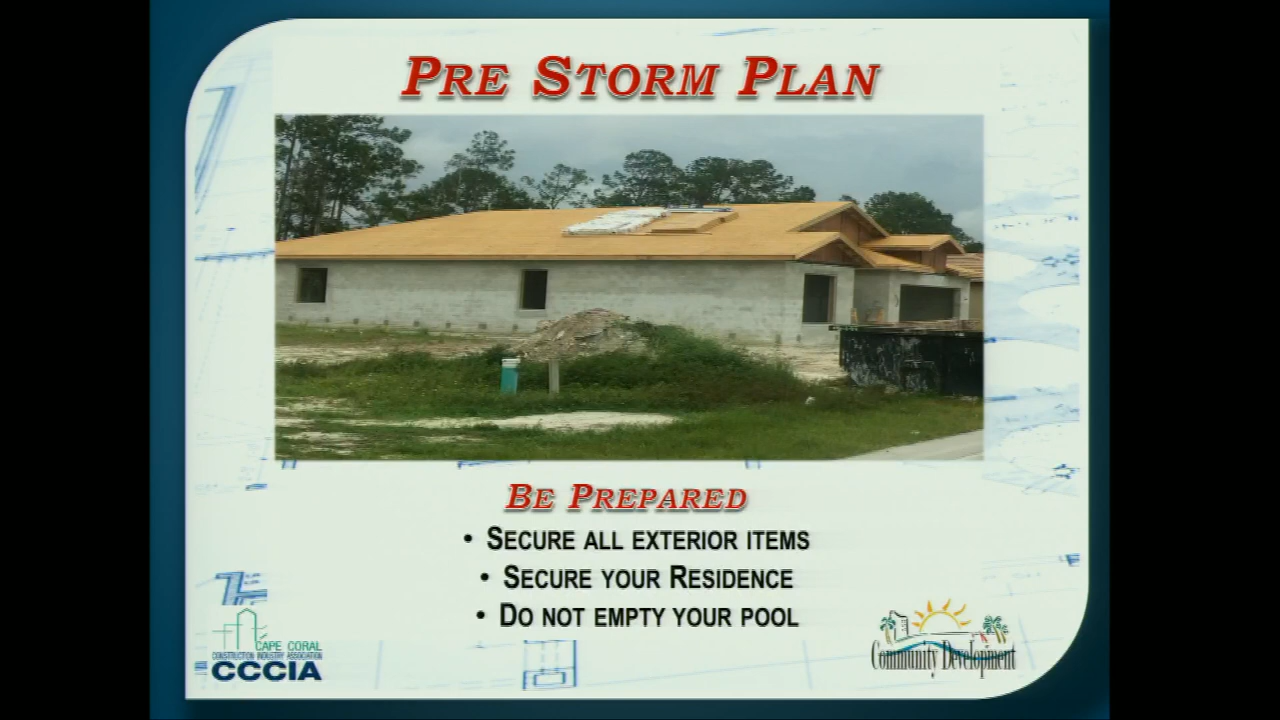 PRE STORM PLAN
BE PREPARED
• SECURE ALL EXTERIOR ITEMS
• SECURE YOUR RESIDENCE
• DO NOT EMPTY YOUR POOL
CAPE CORAL
CONSTRUCTION INDUSTRY ASSOCIATION
CCCIA
Community Development